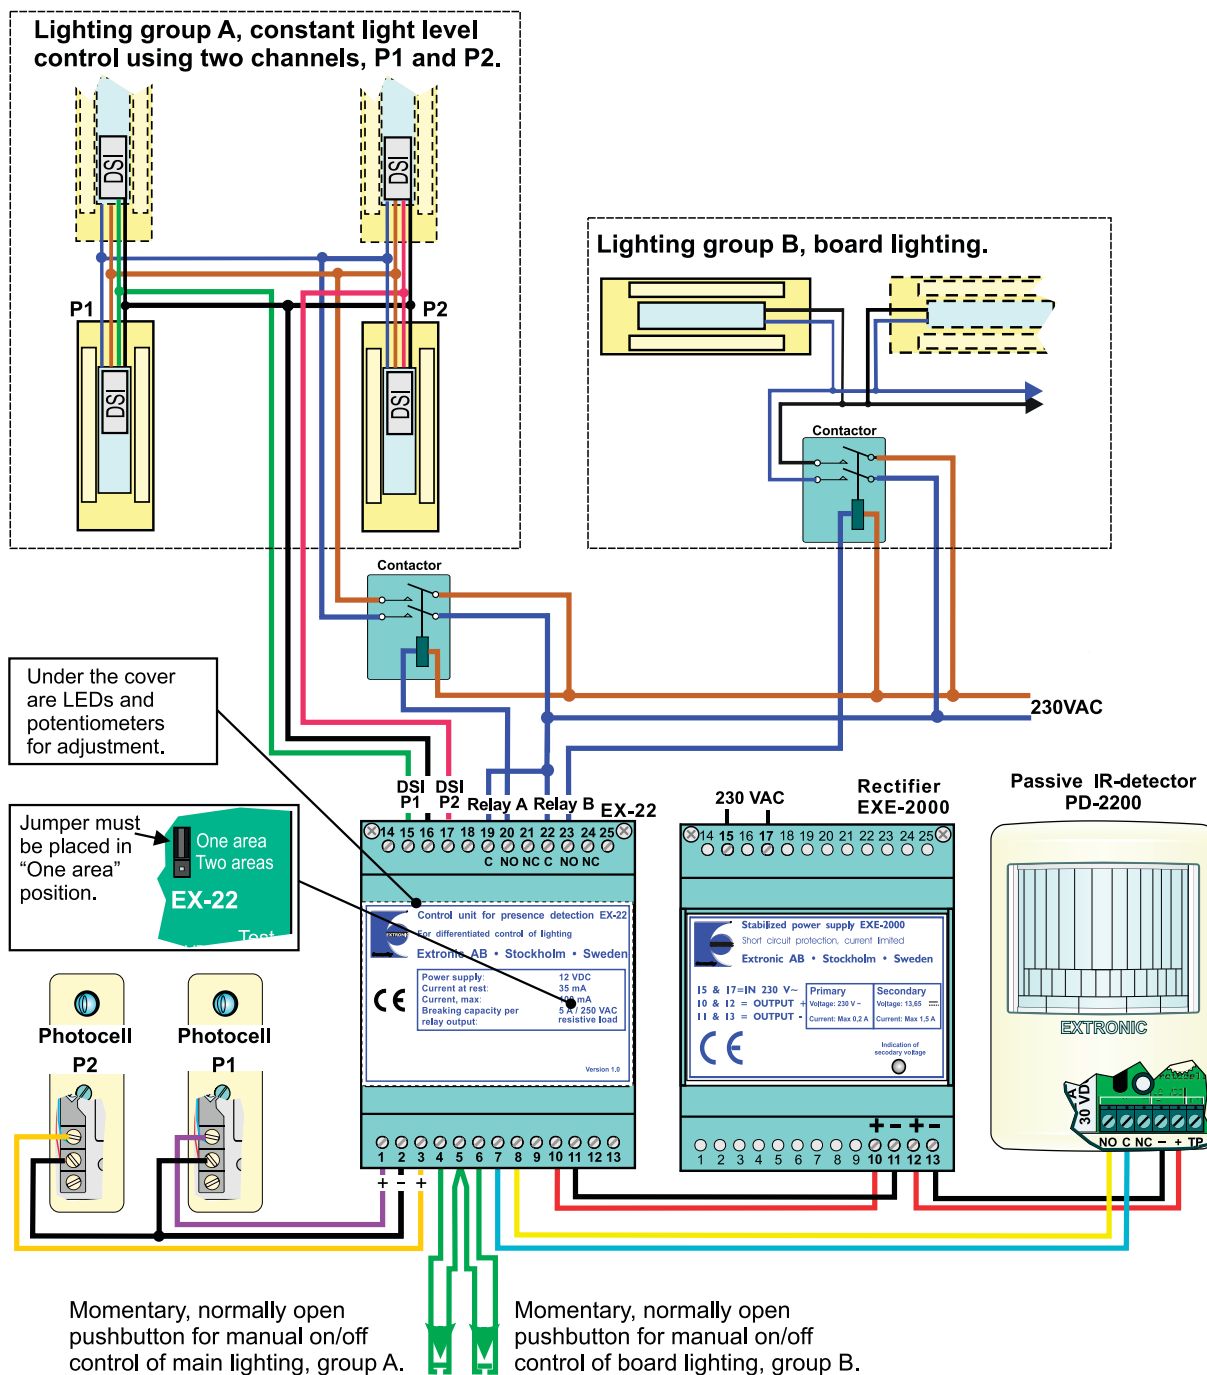 Lighting group A, constant light level
control using two channels, P1 and P2.
DSI
DSI
P1
P2
DSI
DSI
Lighting group B, board lighting.
Contactor
Contactor
230VAC
Under the cover
are LEDs and
potentiometers
for adjustment.
Jumper must
be placed in
“One area”
position.
One area
Two areas
EX-22
Test
DSI
P1
DSI
P2
Relay A
Relay B
EX-22
14 15 16 17 18 19 20 21 22 23 24 25
C NO NC C NO NC
EXTRONIC
Control unit for presence detection EX-22
For differentiated control of lighting
Extronic AB • Stockholm • Sweden
Power supply: 12 VDC
Current at rest: 35 mA
Current, max: mA
Breaking capacity per 5 A / 250 VAC
relay output: resistive load
CE
Version 1.0
1 2 3 4 5 6 7 8 9 10 11 12 13
+ − +
230 VAC
Rectifier
EXE-2000
14 15 16 17 18 19 20 21 22 23 24 25
Stabilized power supply EXE-2000
Short circuit protection, current limited
Extronic AB • Stockholm • Sweden
15 & 17=IN 230 V~
10 & 12 = OUTPUT +
11 & 13 = OUTPUT -
Primary
Voltage: 230 V ~
Current: Max 0,2 A
Secondary
Voltage: 13,65
Current: Max 1,5 A
CE
Indication of
secodary voltage
+ − + −
1 2 3 4 5 6 7 8 9 10 11 12 13
Passive IR-detector
PD-2200
EXTRONIC
A
30 VD
NO C NC − + TP
Photocell
P2
Photocell
P1
Momentary, normally open
pushbutton for manual on/off
control of main lighting, group A.
Momentary, normally open
pushbutton for manual on/off
control of board lighting, group B.